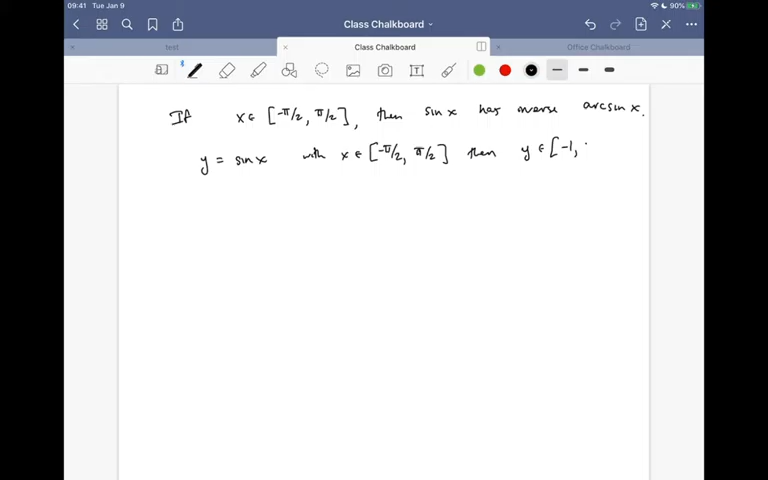 09:41 Tue Jan 9
90%
Class Chalkboard
test
Class Chalkboard
Office Chalkboard
If x ∈ [-π/2, π/2], then sin x has inverse arcsin x.
y = sin x with x ∈ [-π/2, π/2] then y ∈ [-1,